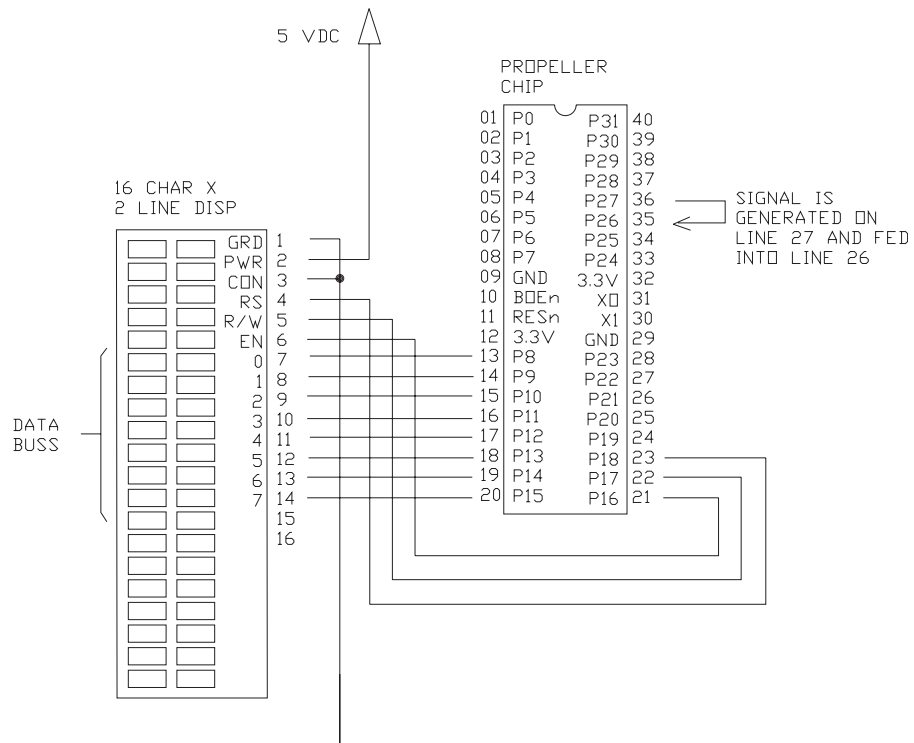 5 VDC
PROPELLER
CHIP
16 CHAR X
2 LINE DISP
GRD 1
PWR 2
CON 3
RS 4
R/W 5
EN 6
0 7
1 8
2 9
3 10
4 11
5 12
6 13
7 14
15
16
DATA
BUSS
01 P0 P31 40
02 P1 P30 39
03 P2 P29 38
04 P3 P28 37
05 P4 P27 36
06 P5 P26 35
07 P6 P25 34
08 P7 P24 33
09 GND 3.3V 32
10 BOEn XO 31
11 RESn X1 30
12 3.3V GND 29
13 P8 P23 28
14 P9 P22 27
15 P10 P21 26
16 P11 P20 25
17 P12 P19 24
18 P13 P18 23
19 P14 P17 22
20 P15 P16 21
SIGNAL IS
GENERATED ON
LINE 27 AND FED
INTO LINE 26